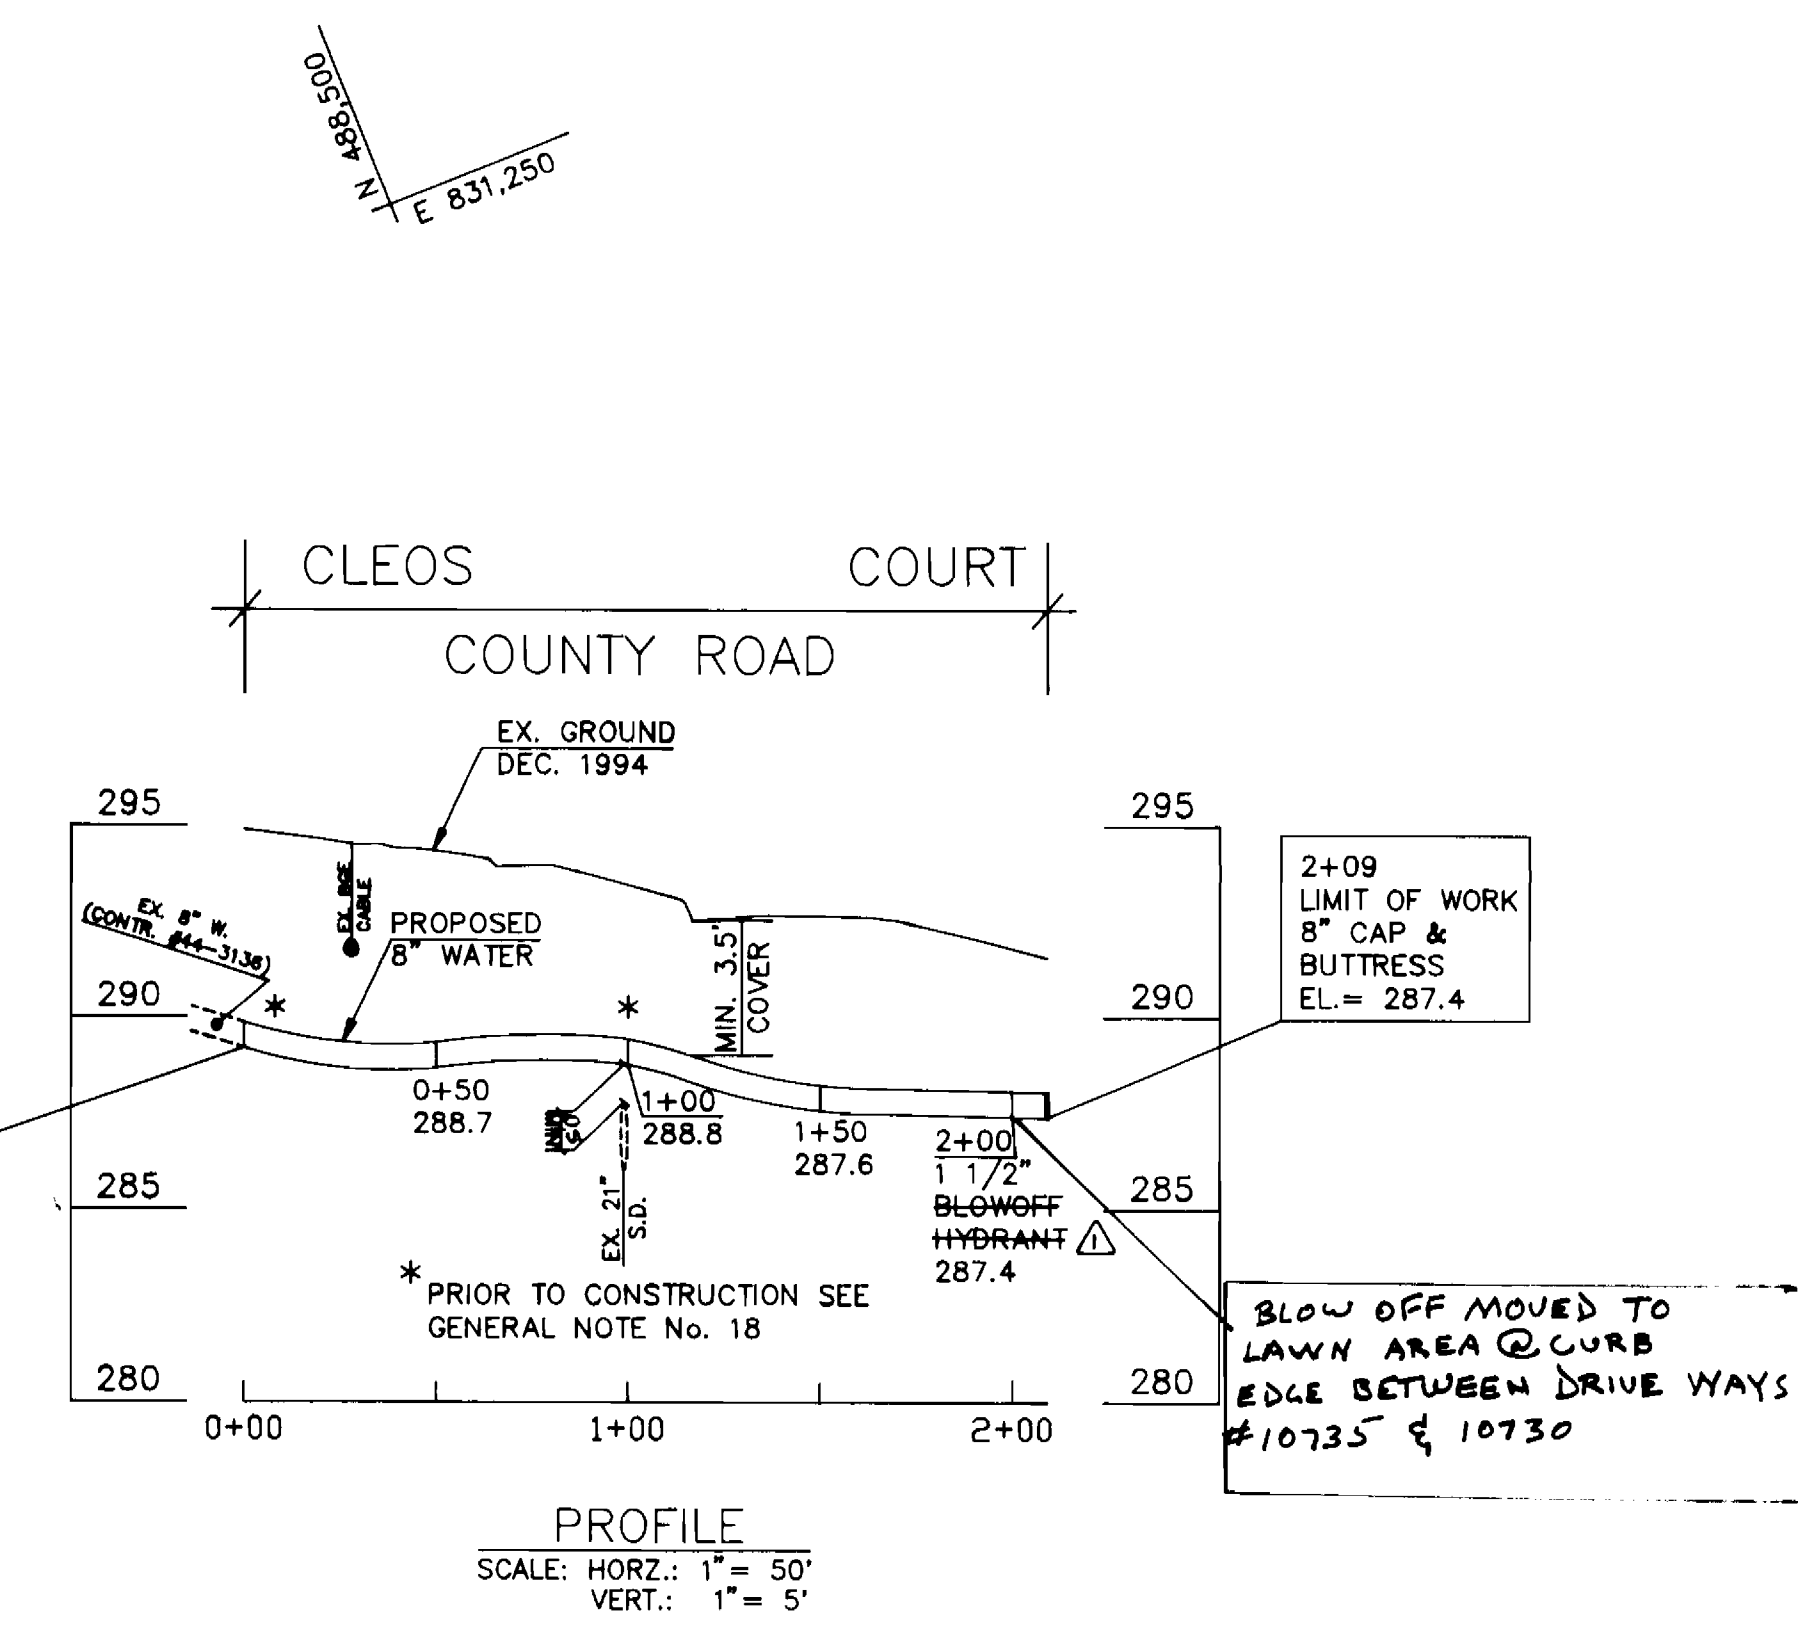 N 488,500
E 831,250
CLEOS COURT
COUNTY ROAD
EX. GROUND
DEC. 1994
295
295
2+09
LIMIT OF WORK
8" CAP &
BUTTRESS
EL.= 287.4
EX. BGE
CABLE
EX. 8" W.
(CONTR. #44-3136)
PROPOSED
8" WATER
MIN. 3.5'
COVER
290
*
*
290
0+50
288.7
1+00
288.8
1+50
287.6
2+00
1 1/2"
BLOWOFF
HYDRANT 1
287.4
285
285
EX. 21"
S.D.
* PRIOR TO CONSTRUCTION SEE
GENERAL NOTE No. 18
BLOW OFF MOVED TO
LAWN AREA @ CURB
EDGE BETWEEN DRIVE WAYS
#10735 & 10730
280
280
0+00
1+00
2+00
PROFILE
SCALE: HORZ.: 1"= 50'
VERT.: 1"= 5'